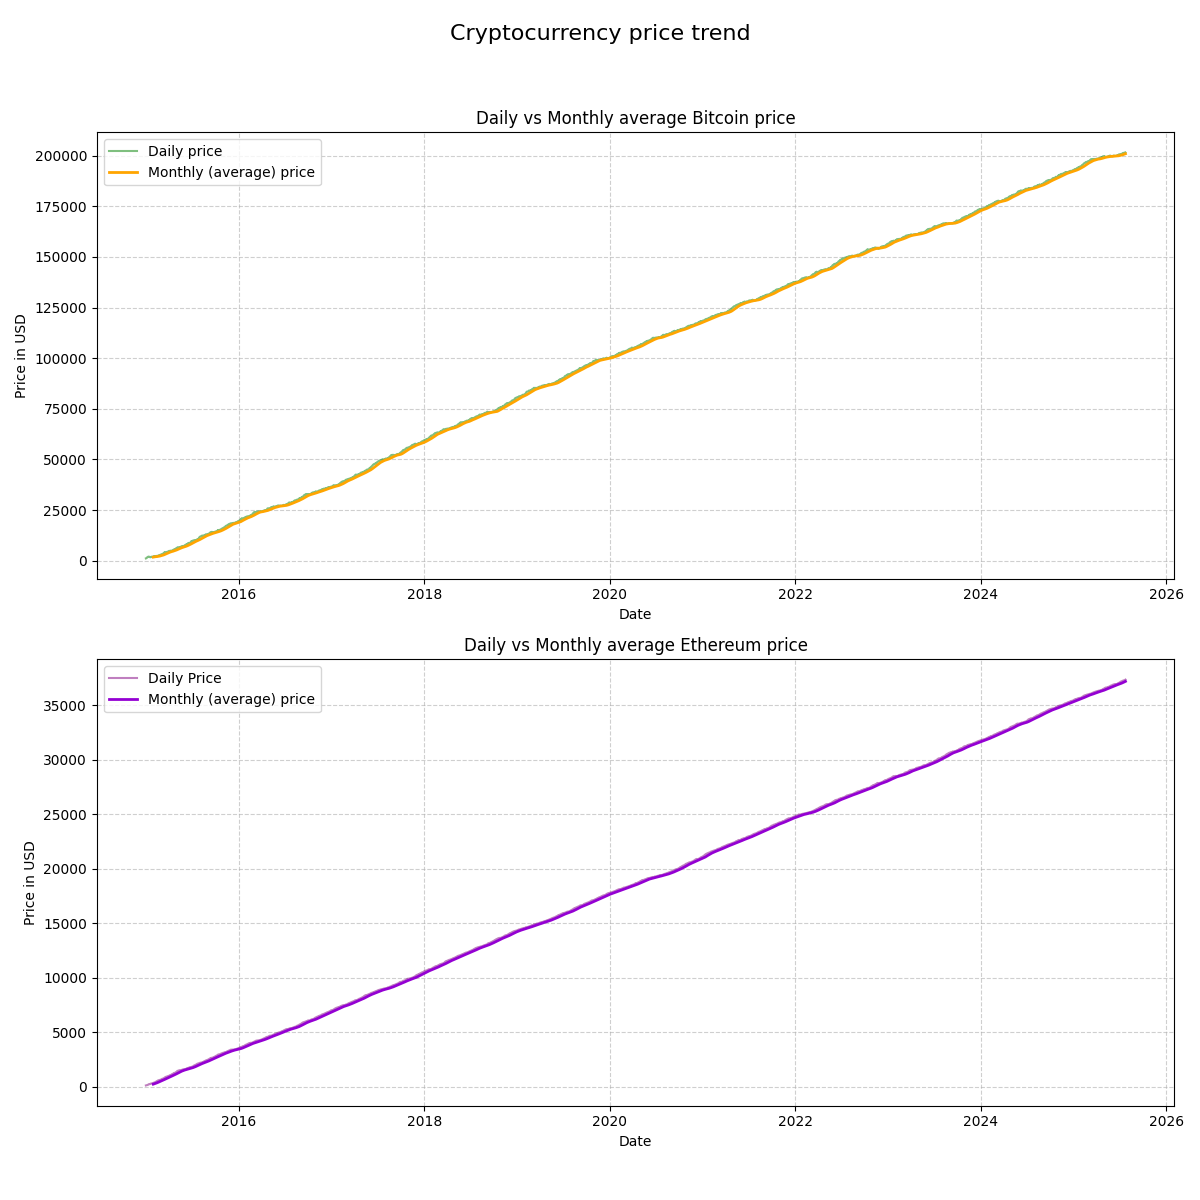 Cryptocurrency price trend
Daily vs Monthly average Bitcoin price
Daily price
Monthly (average) price
200000
175000
150000
125000
100000
75000
50000
25000
0
Price in USD
2016 2018 2020 2022 2024 2026
Date
Daily vs Monthly average Ethereum price
Daily Price
Monthly (average) price
35000
30000
25000
20000
15000
10000
5000
0
Price in USD
2016 2018 2020 2022 2024 2026
Date